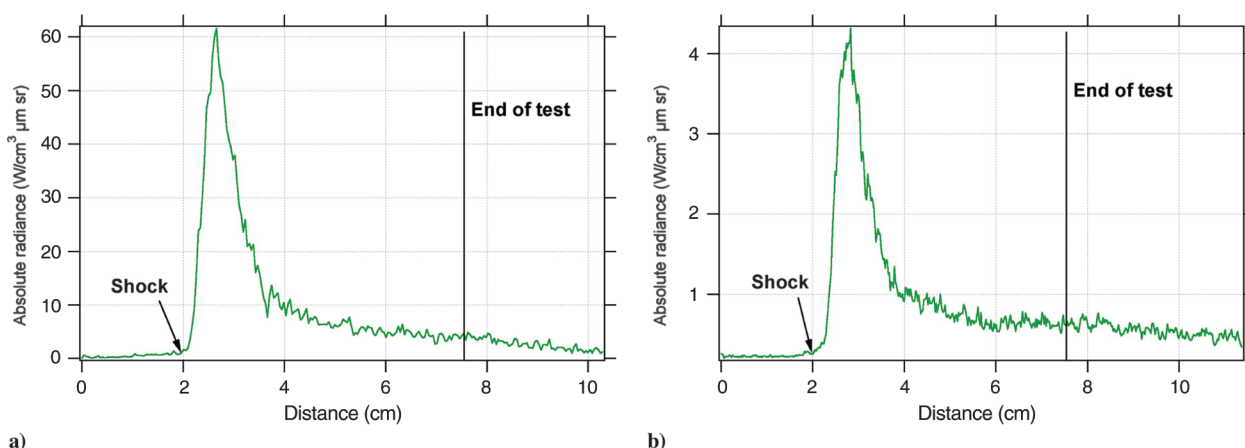 60
50
40
30
20
10
0
Absolute radiance (W/cm³ μm sr)
End of test
Shock
0 2 4 6 8 10
Distance (cm)
a)
4
3
2
1
Absolute radiance (W/cm³ μm sr)
End of test
Shock
0 2 4 6 8 10
Distance (cm)
b)